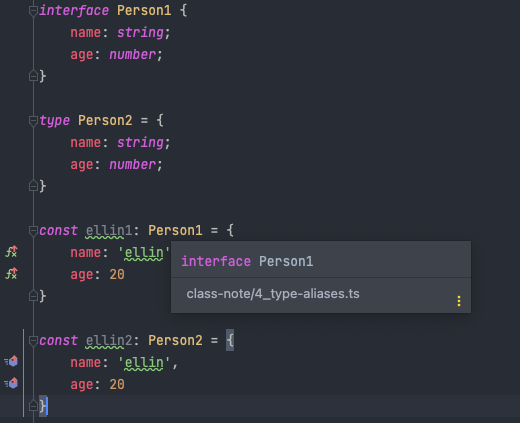 interface Person1 {
    name: string;
    age: number;
}
type Person2 = {
    name: string;
    age: number;
}
const ellin1: Person1 = {
    name: 'ellin'
    age: 20
}
interface Person1
class-note/4_type-aliases.ts
const ellin2: Person2 = {
    name: 'ellin',
    age: 20
}